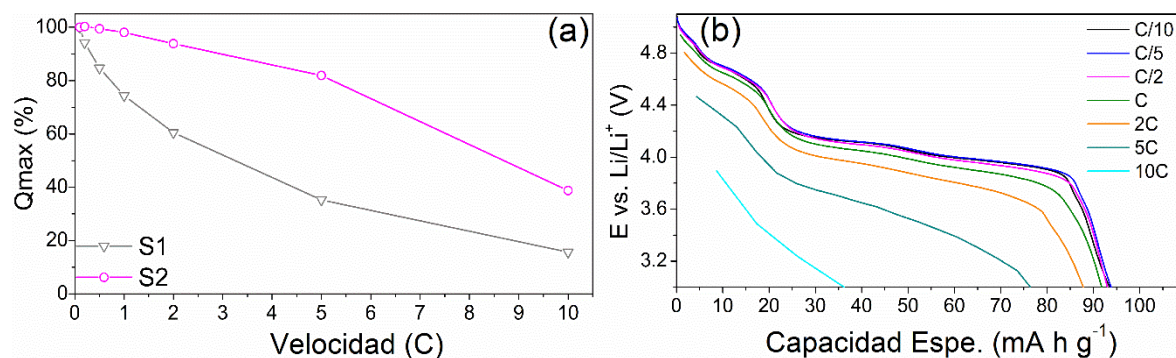 (a)
Qmax (%)
100
80
60
40
20
0
S1
S2
0 1 2 3 4 5 6 7 8 9 10
Velocidad (C)
(b)
E vs. Li/Li⁺ (V)
4.8
4.4
4.0
3.6
3.2
C/10
C/5
C/2
C
2C
5C
10C
0 10 20 30 40 50 60 70 80 90 100
Capacidad Espe. (mA h g⁻¹)